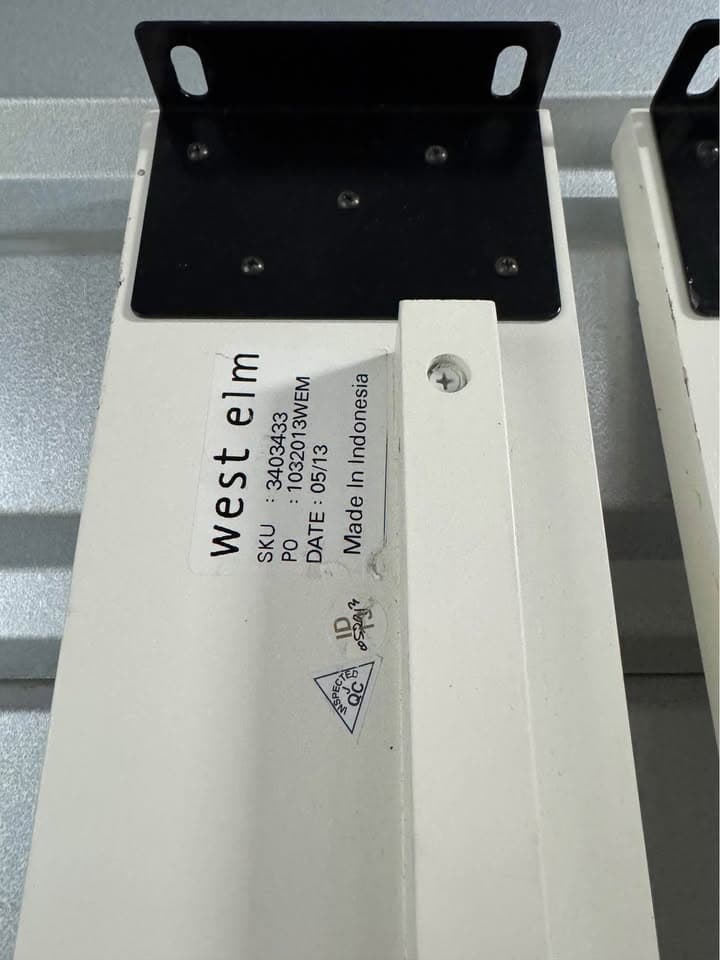 west elm
SKU : 3403433
PO : 1032013WEM
DATE : 05/13
Made In Indonesia
ID
INSPECTED
QC